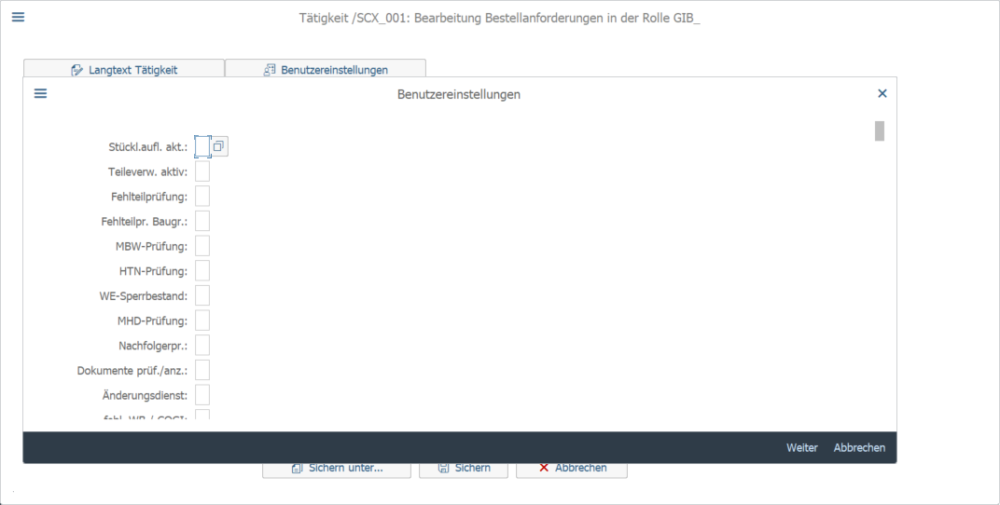 Tätigkeit /SCX_001: Bearbeitung Bestellanforderungen in der Rolle GIB_
Langtext Tätigkeit
Benutzereinstellungen
Benutzereinstellungen
Stückl.aufl. akt.:
Teileverw. aktiv:
Fehlteilprüfung:
Fehlteilpr. Baugr.:
MBW-Prüfung:
HTN-Prüfung:
WE-Sperrbestand:
MHD-Prüfung:
Nachfolgerpr.:
Dokumente prüf./anz.:
Änderungsdienst:
Weiter Abbrechen
Sichern unter... Sichern Abbrechen